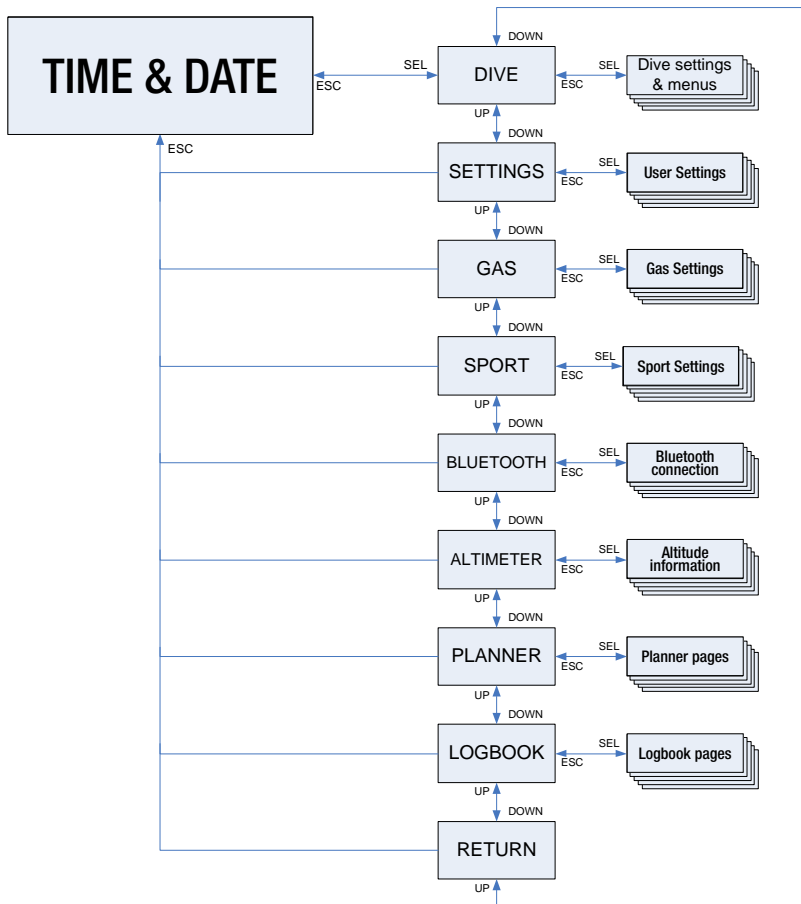 DOWN
TIME & DATE
SEL
ESC
DIVE
SEL
ESC
Dive settings
& menus
UP
DOWN
ESC
SETTINGS
SEL
ESC
User Settings
UP
DOWN
GAS
SEL
ESC
Gas Settings
UP
DOWN
SPORT
SEL
ESC
Sport Settings
UP
DOWN
BLUETOOTH
SEL
ESC
Bluetooth
connection
UP
DOWN
ALTIMETER
SEL
ESC
Altitude
information
UP
DOWN
PLANNER
SEL
ESC
Planner pages
UP
DOWN
LOGBOOK
SEL
ESC
Logbook pages
UP
DOWN
RETURN
UP